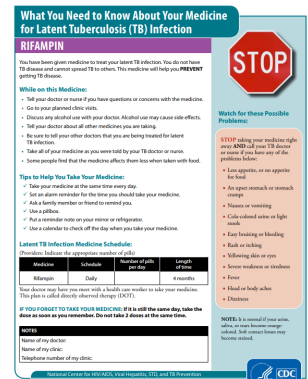 What You Need to Know About Your Medicine
for Latent Tuberculosis (TB) Infection
RIFAMPIN
You have been given medicine to treat your latent TB infection. You do not have
TB disease and cannot spread TB to others. This medicine will help you PREVENT
getting TB disease.
While on this Medicine:
• Tell your doctor or nurse if you have questions or concerns with the medicine.
• Go to your planned clinic visits.
• Discuss any alcohol use with your doctor. Alcohol use may cause side effects.
• Tell your doctor about all other medicines you are taking.
• Be sure to tell your other doctors that you are being treated for latent
TB infection.
• Take all of your medicine as you were told by your TB doctor or nurse.
• Some people find that the medicine affects them less when taken with food.
Tips to Help You Take Your Medicine:
✓ Take your medicine at the same time every day.
✓ Set an alarm reminder for the time you should take your medicine.
✓ Ask a family member or friend to remind you.
✓ Use a pillbox.
✓ Put a reminder note on your mirror or refrigerator.
✓ Use a calendar to check off the day when you take your medicine.
Latent TB Infection Medicine Schedule:
(Providers: Indicate the appropriate number of pills)
Medicine Schedule Number of pills per day Length of time
Rifampin Daily 4 months
Your doctor may have you meet with a health care worker to take your medicine.
This plan is called directly observed therapy (DOT).
IF YOU FORGET TO TAKE YOUR MEDICINE: If it is still the same day, take the
dose as soon as you remember. Do not take 2 doses at the same time.
NOTES
Name of my doctor:
Name of my clinic:
Telephone number of my clinic:
STOP
Watch for these Possible
Problems:
STOP taking your medicine right
away AND call your TB doctor
or nurse if you have any of the
problems below:
• Less appetite, or no appetite
for food
• An upset stomach or stomach
cramps
• Nausea or vomiting
• Cola-colored urine or light
stools
• Easy bruising or bleeding
• Rash or itching
• Yellowing skin or eyes
• Severe weakness or tiredness
• Fever
• Head or body aches
• Dizziness
NOTE: It is normal if your urine,
saliva, or tears become orange-
colored. Soft contact lenses may
become stained.
National Center for HIV/AIDS, Viral Hepatitis, STD, and TB Prevention
CDC